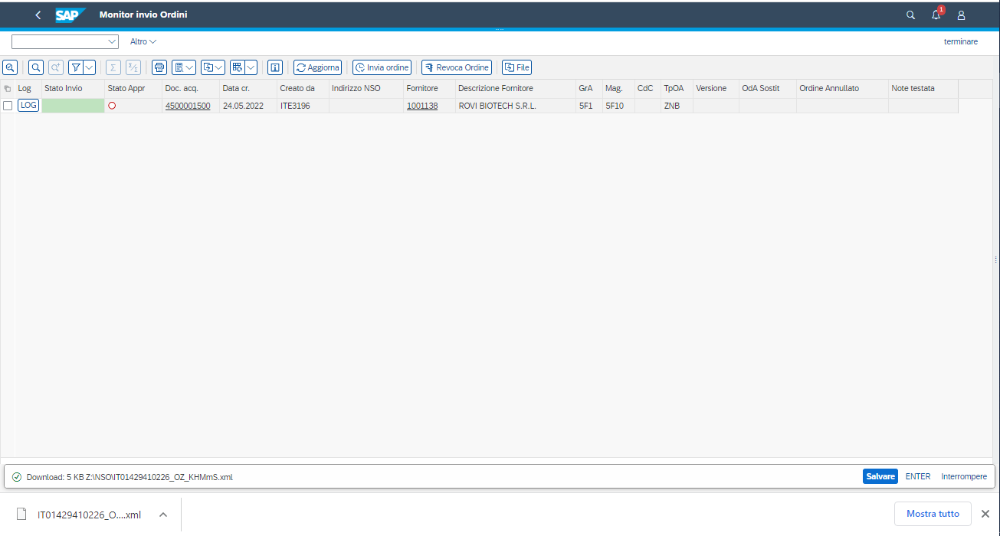 SAP Monitor invio Ordini 1
Altro terminare
Aggiorna Invia ordine Revoca Ordine File
Log Stato Invio Stato Appr Doc. acq. Data cr. Creato da Indirizzo NSO Fornitore Descrizione Fornitore GrA Mag. CdC TpOA Versione OdA Sostit Ordine Annullato Note testata
LOG 4500001500 24.05.2022 ITE3196 1001138 ROVI BIOTECH S.R.L. 5F1 5F10 ZNB
Download: 5 KB Z:\NSO\IT01429410226_OZ_KHMmS.xml Salvare ENTER Interrompere
IT01429410226_O....xml Mostra tutto